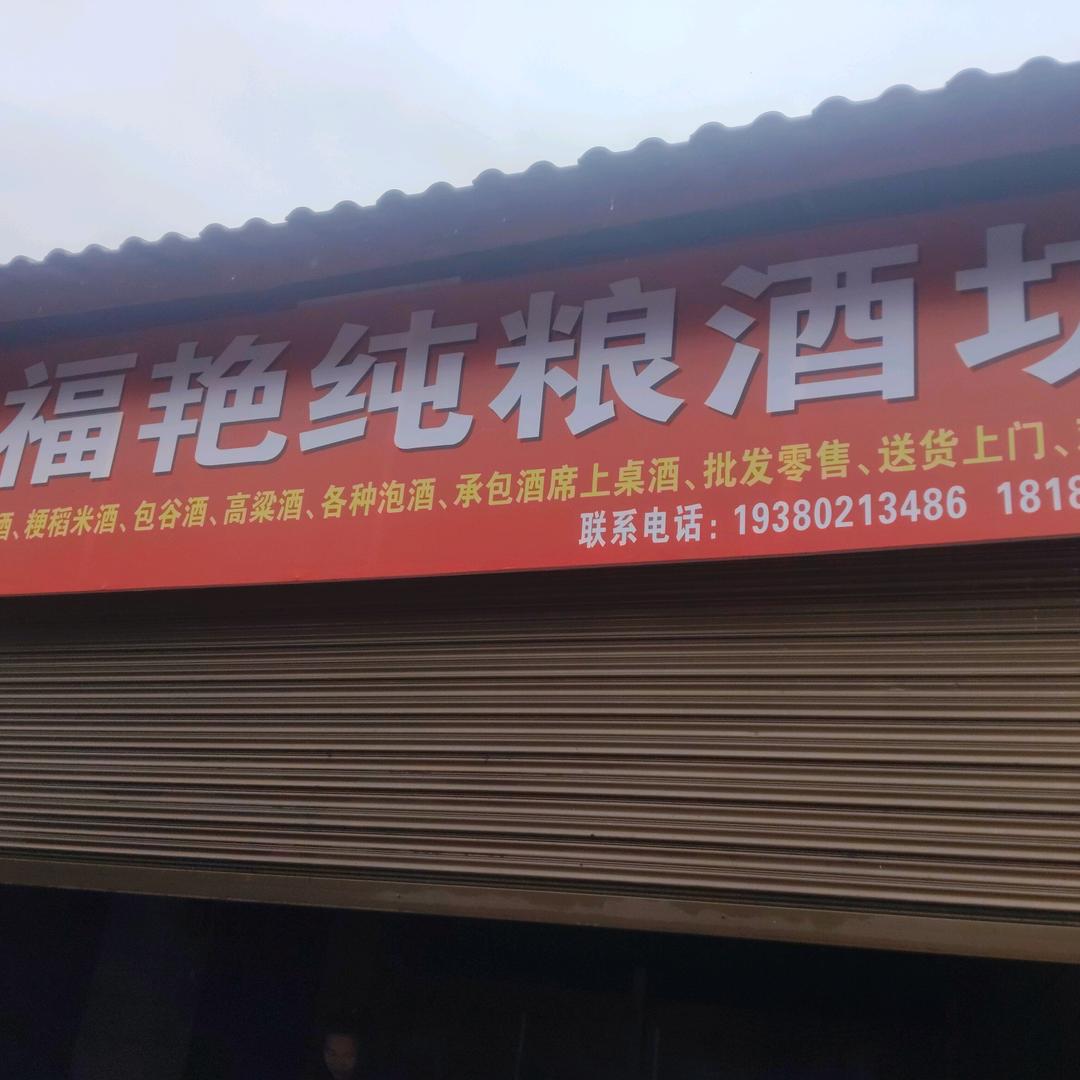 福艳纯粮酒坊
酒、梗稻米酒、包谷酒、高粱酒、各种泡酒、承包酒席上桌酒、批发零售、送货上门、
联系电话：19380213486 1818